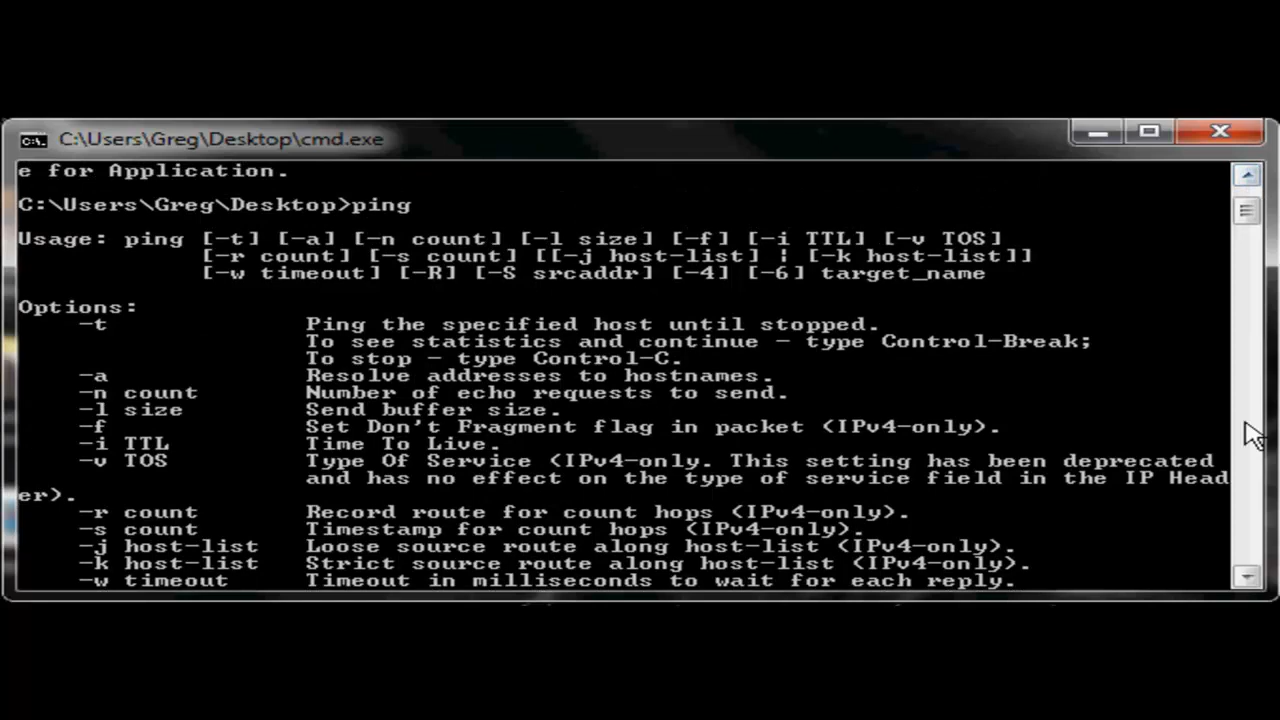 C:\Users\Greg\Desktop\cmd.exe
e for Application.
C:\Users\Greg\Desktop>ping
Usage: ping [-t] [-a] [-n count] [-l size] [-f] [-i TTL] [-v TOS]
[-r count] [-s count] [[-j host-list] ¦ [-k host-list]]
[-w timeout] [-R] [-S srcaddr] [-4] [-6] target_name
Options:
-t Ping the specified host until stopped.
To see statistics and continue - type Control-Break;
To stop - type Control-C.
-a Resolve addresses to hostnames.
-n count Number of echo requests to send.
-l size Send buffer size.
-f Set Don't Fragment flag in packet (IPv4-only).
-i TTL Time To Live.
-v TOS Type Of Service (IPv4-only. This setting has been deprecated
and has no effect on the type of service field in the IP Head
er).
-r count Record route for count hops (IPv4-only).
-s count Timestamp for count hops (IPv4-only).
-j host-list Loose source route along host-list (IPv4-only).
-k host-list Strict source route along host-list (IPv4-only).
-w timeout Timeout in milliseconds to wait for each reply.